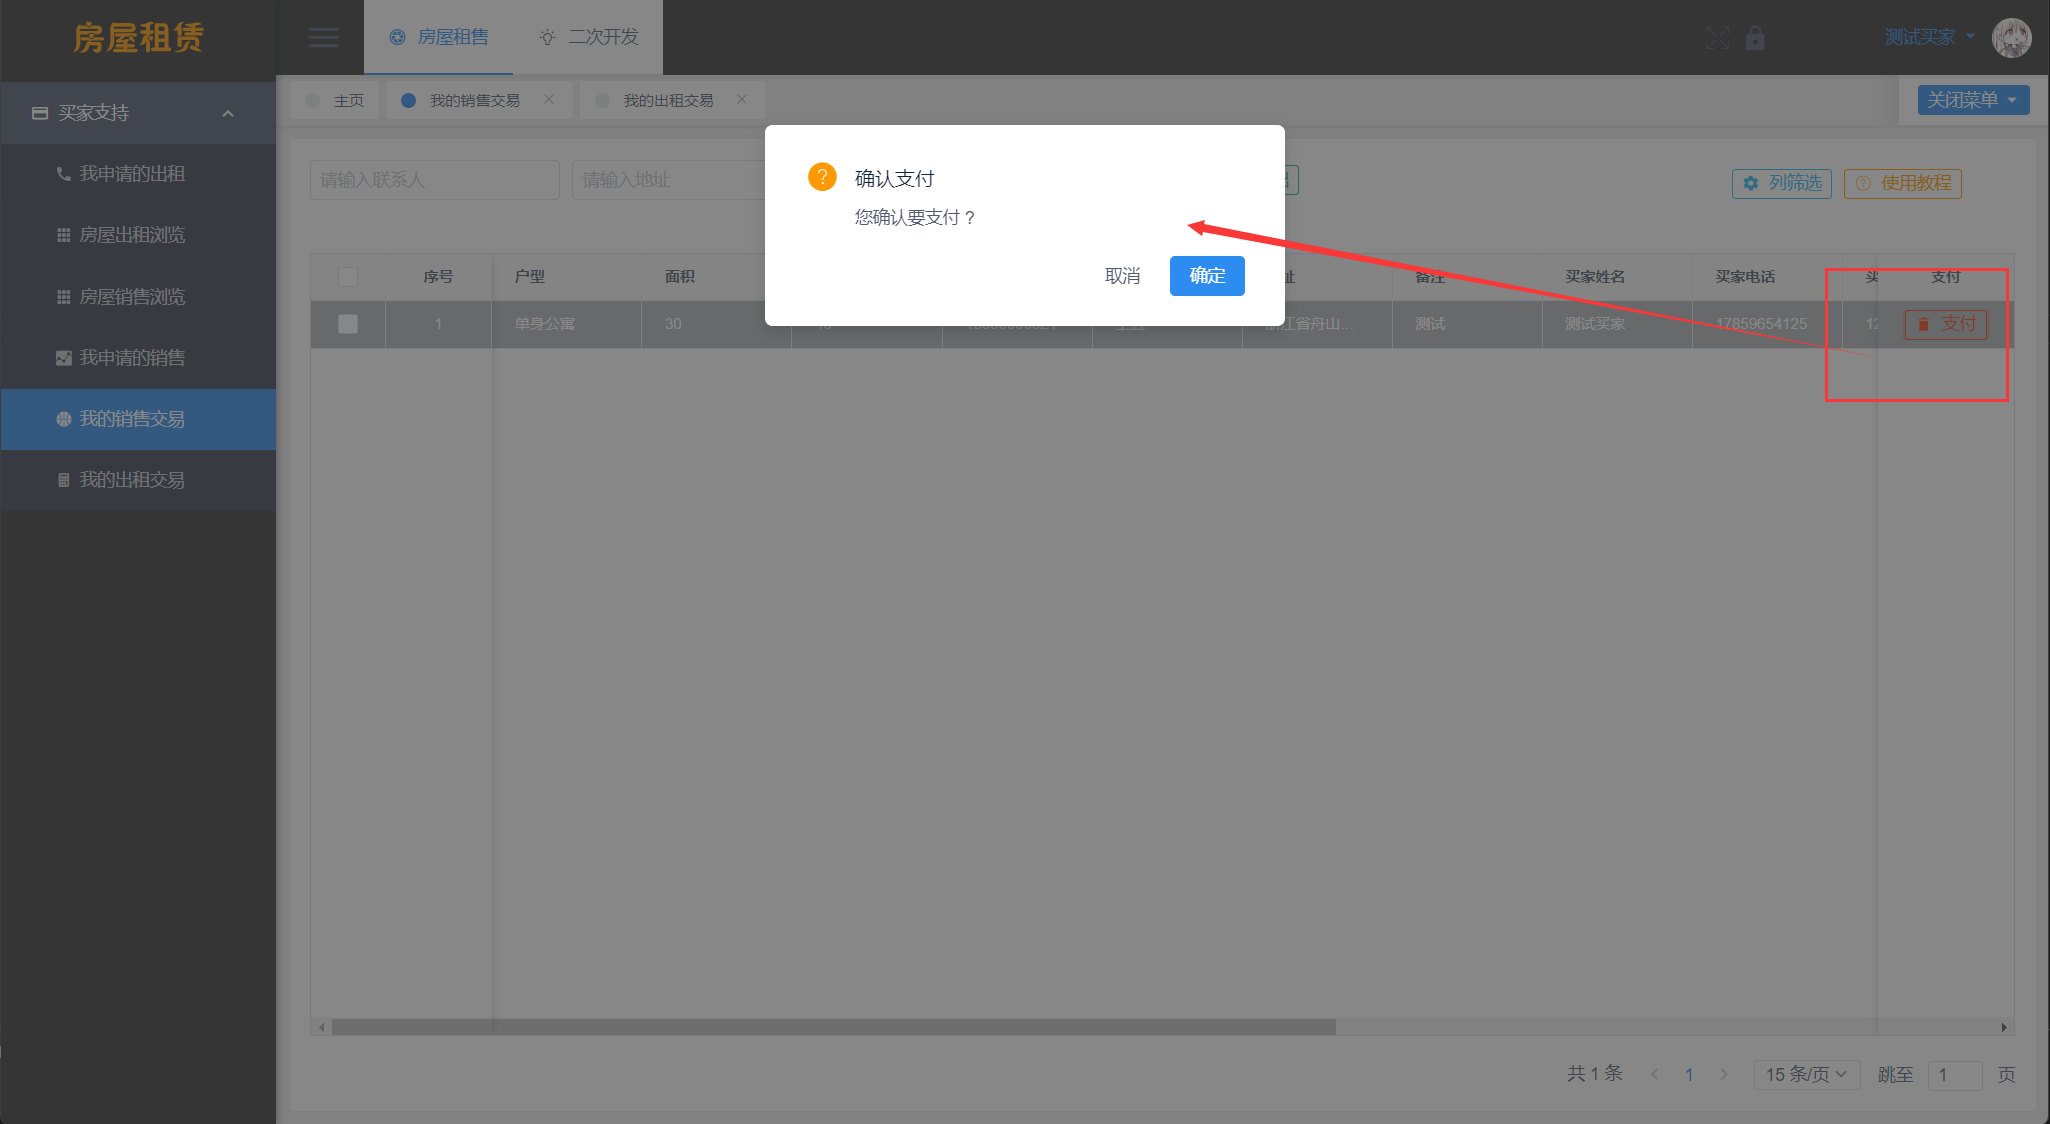 房屋租赁
房屋租售
二次开发
测试买家
买家支持
我申请的出租
房屋出租浏览
房屋销售浏览
我申请的销售
我的销售交易
我的出租交易
主页
我的销售交易
我的出租交易
关闭菜单
请输入联系人
请输入地址
列筛选
使用教程
确认支付
您确认要支付？
取消
确定
序号 户型 面积 备注 买家姓名 买家电话 支付
1 单身公寓 30 浙江省舟山... 测试 测试买家 17859654125 12 支付
共 1 条
1
15 条/页
跳至 1 页